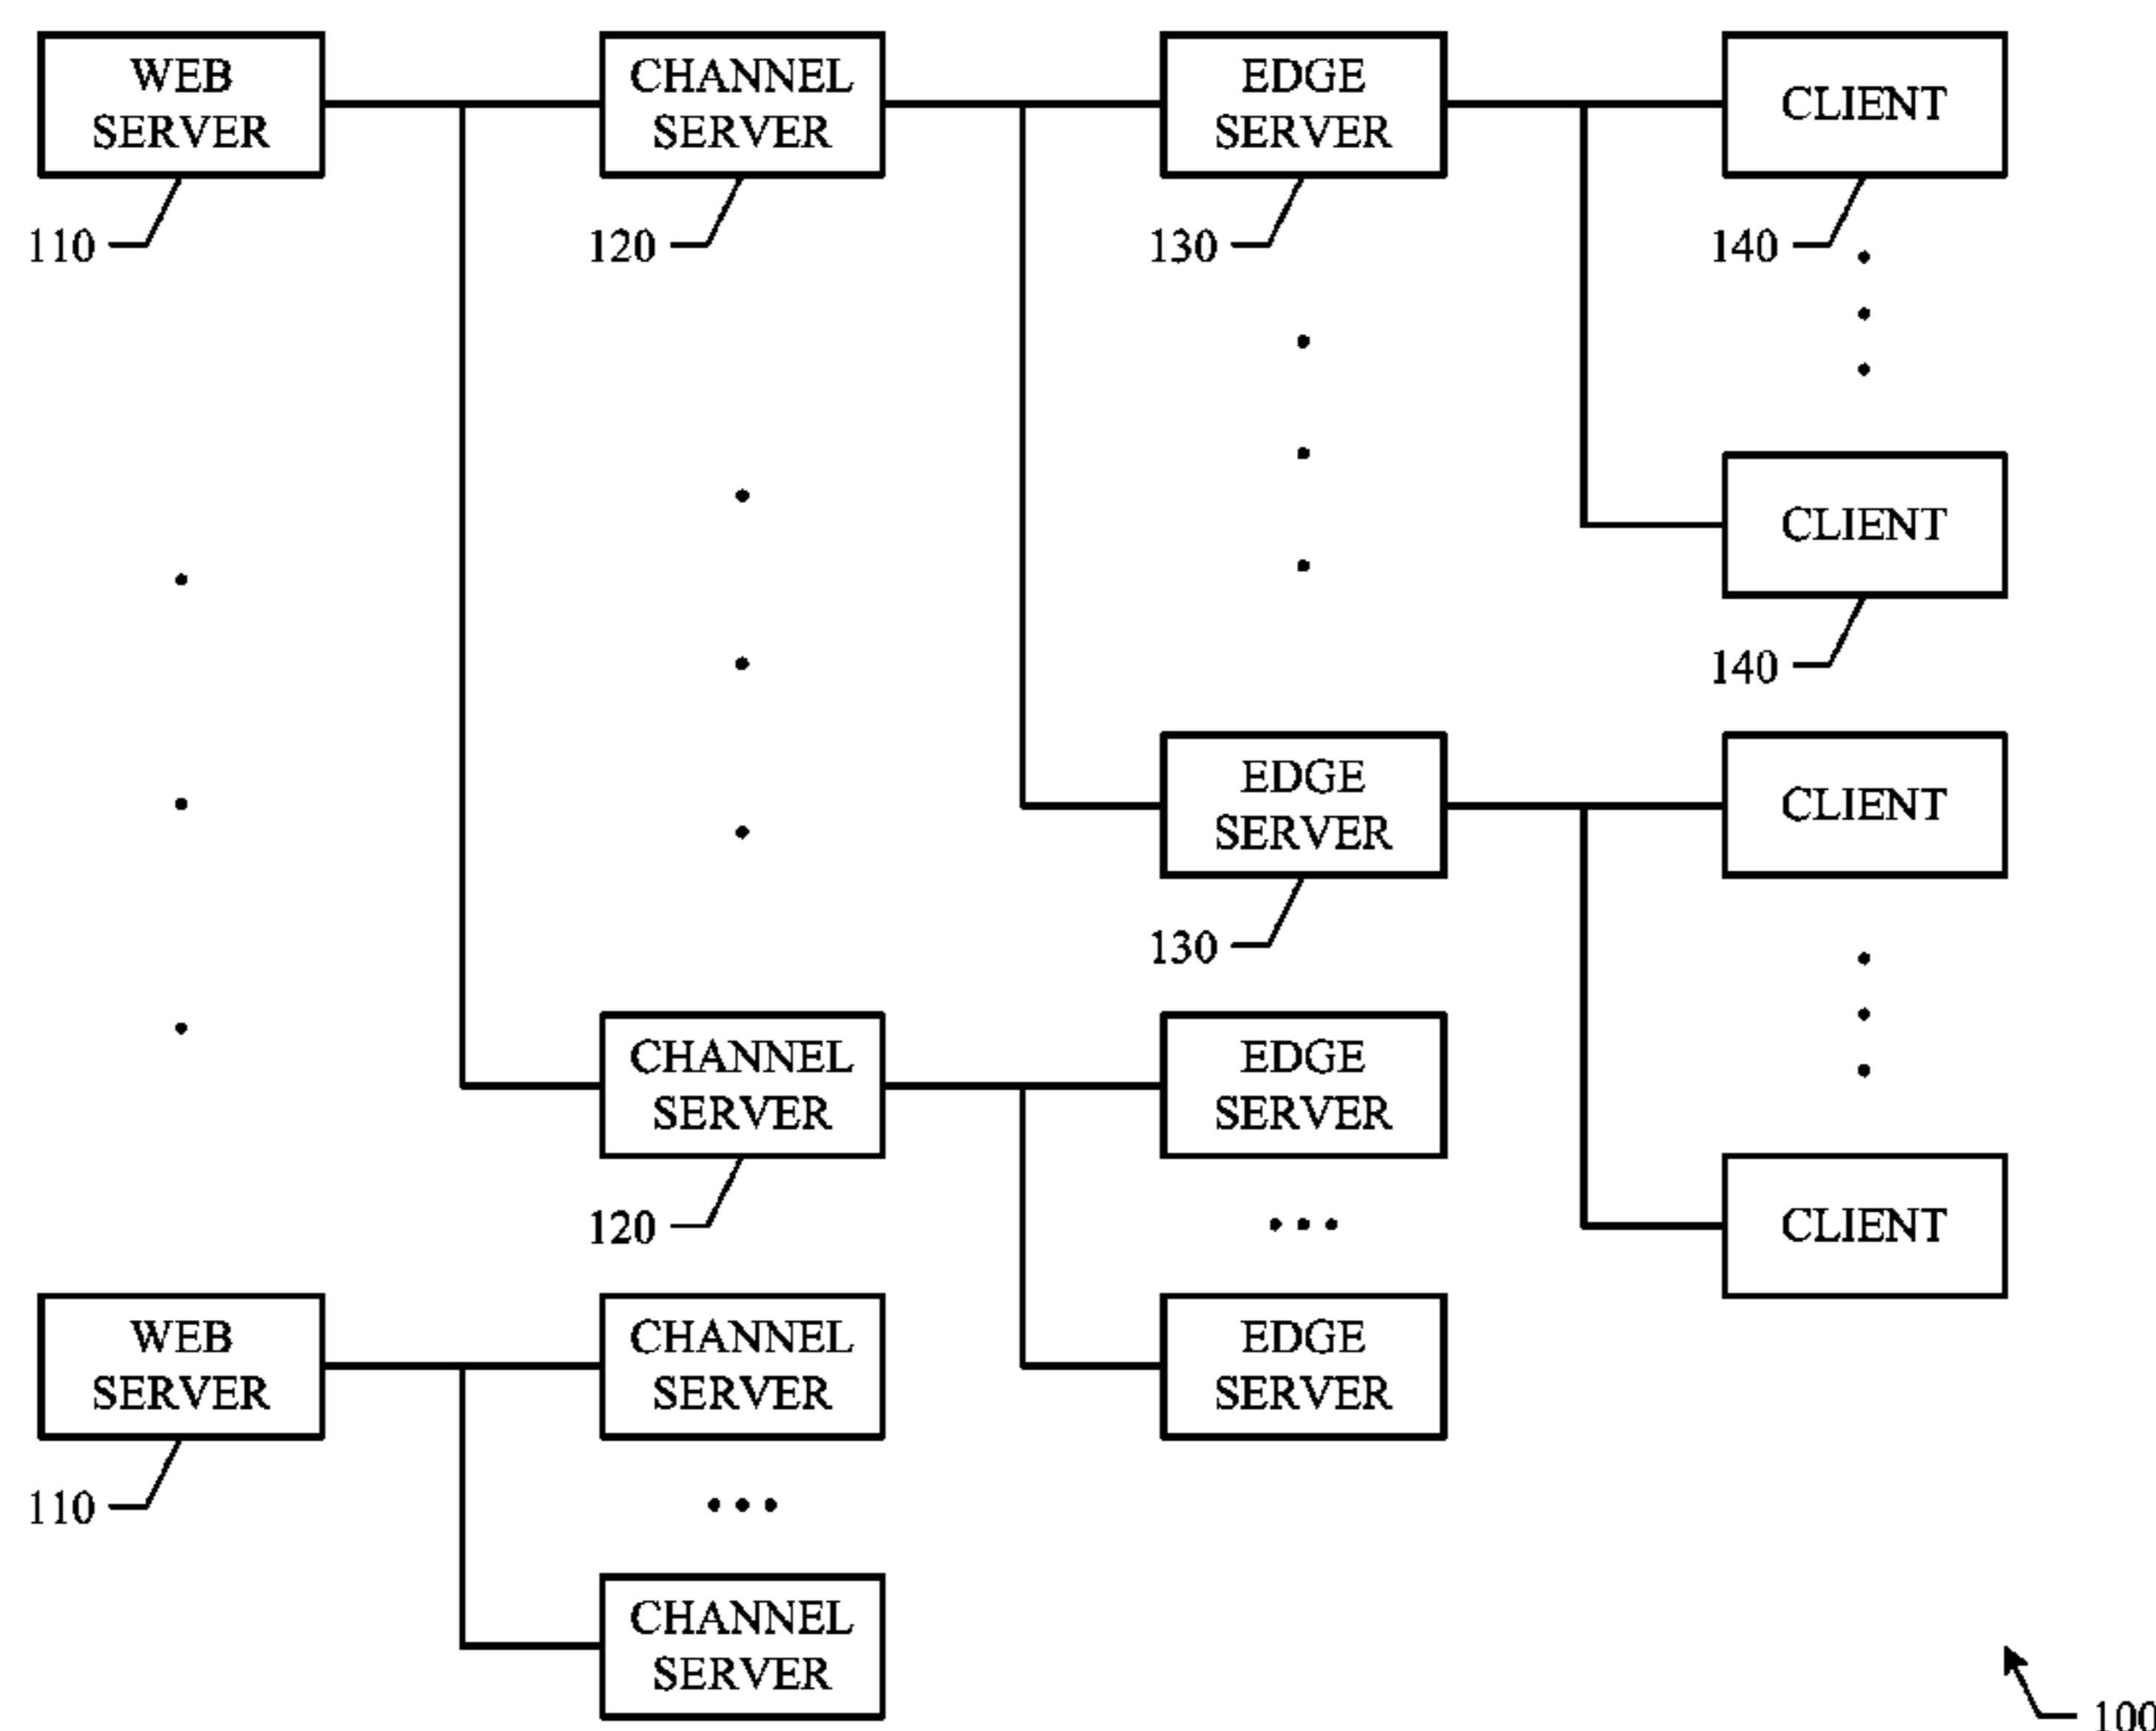 WEB
SERVER
CHANNEL
SERVER
EDGE
SERVER
CLIENT
110
120
130
140
CLIENT
140
EDGE
SERVER
CLIENT
130
CHANNEL
SERVER
EDGE
SERVER
120
CLIENT
WEB
SERVER
CHANNEL
SERVER
EDGE
SERVER
110
CHANNEL
SERVER
100